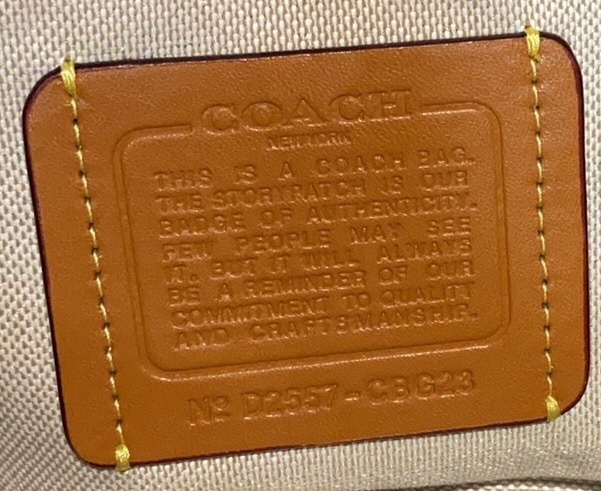 COACH
NEW YORK
THIS IS A COACH BAG.
THE STORYPATCH IS OUR
BADGE OF AUTHENTICITY.
FEW PEOPLE MAY SEE
IT. BUT IT WILL ALWAYS
BE A REMINDER OF OUR
COMMITMENT TO QUALITY
AND CRAFTSMANSHIP.
Nº D2557-CBC23